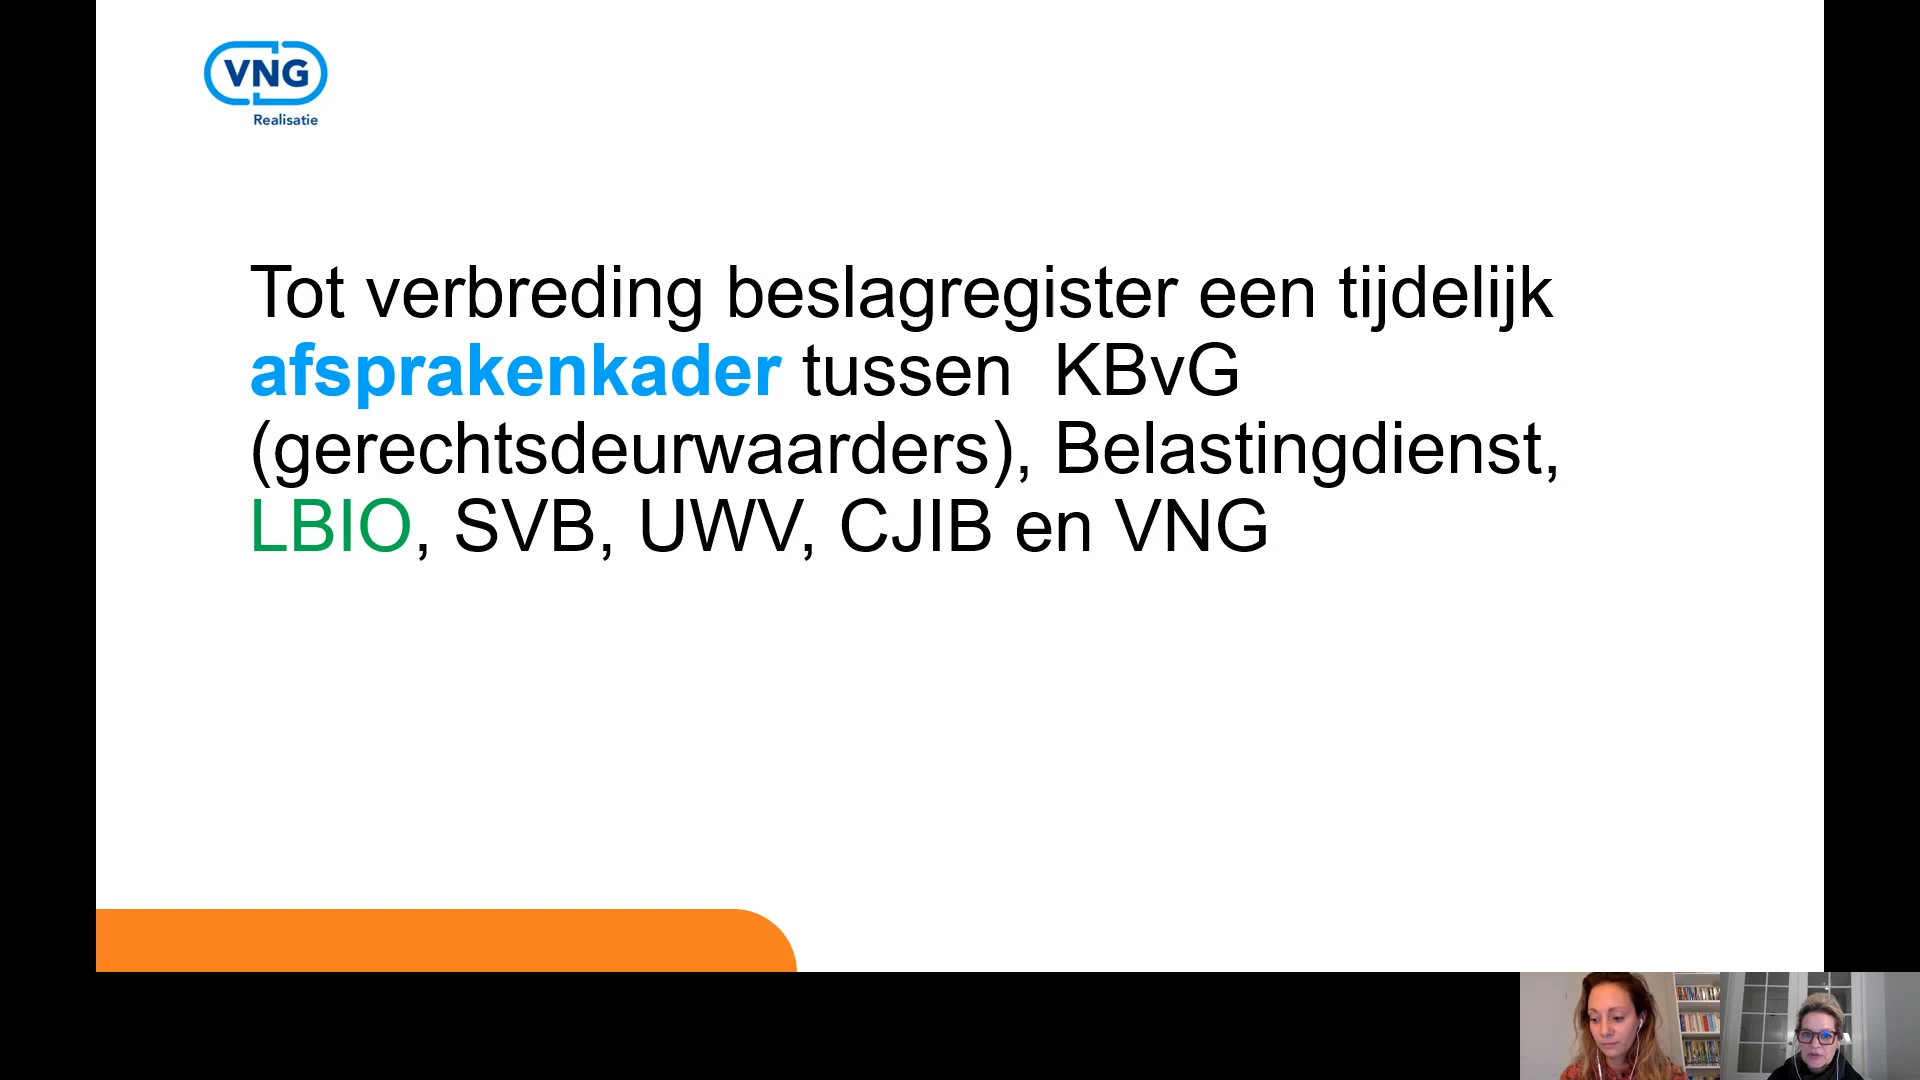 VNG
Realisatie
Tot verbreding beslagregister een tijdelijk
afsprakenkader tussen  KBvG
(gerechtsdeurwaarders), Belastingdienst,
LBIO, SVB, UWV, CJIB en VNG